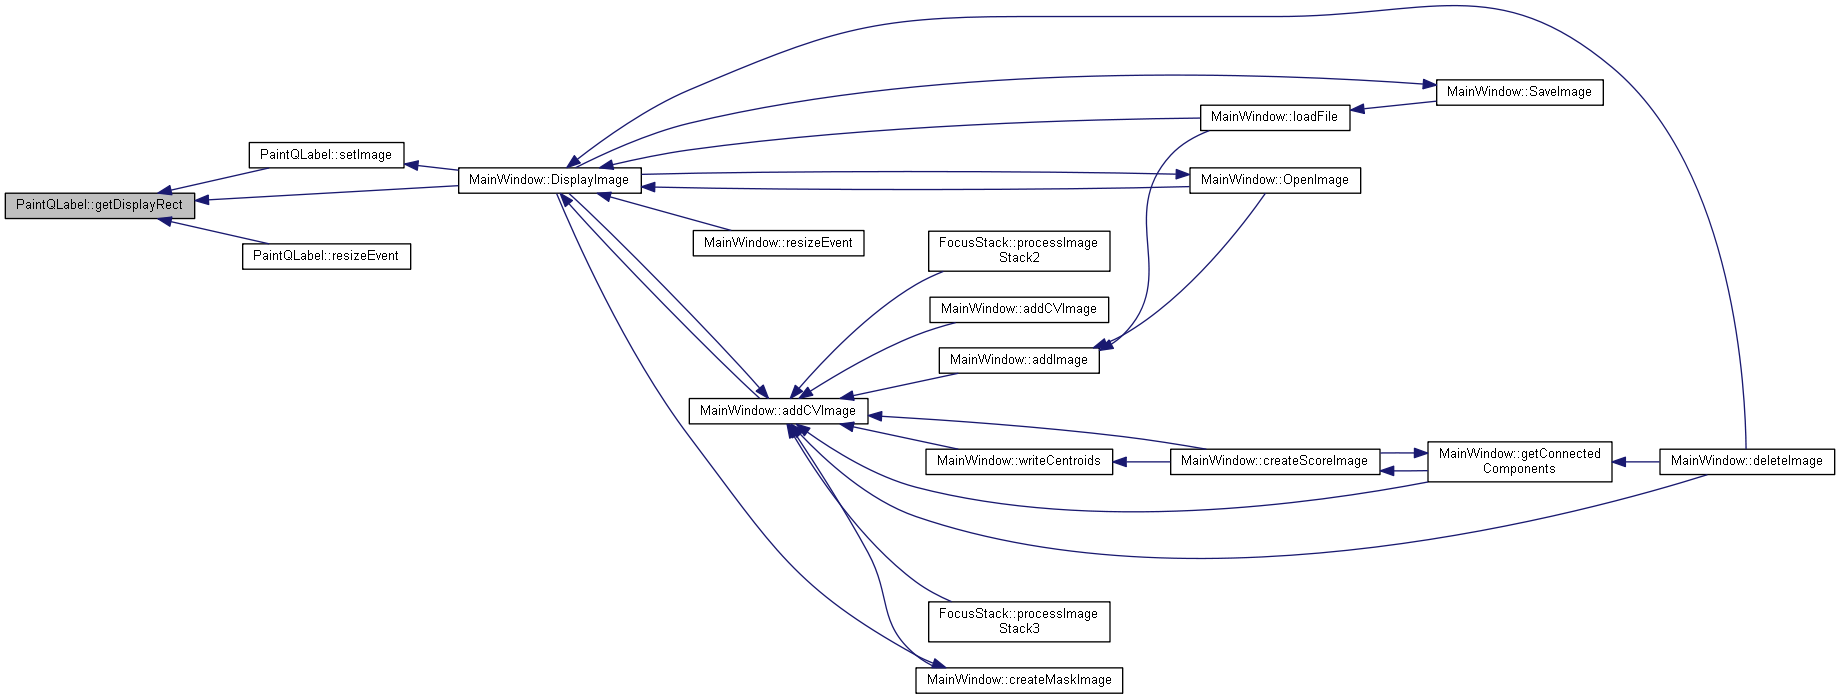 MainWindow::SaveImage
MainWindow::loadFile
PaintQLabel::setImage
MainWindow::DisplayImage
MainWindow::OpenImage
PaintQLabel::getDisplayRect
MainWindow::resizeEvent
PaintQLabel::resizeEvent
FocusStack::processImage
Stack2
MainWindow::addCVImage
MainWindow::addImage
MainWindow::addCVImage
MainWindow::writeCentroids
MainWindow::createScoreImage
MainWindow::getConnected
Components
MainWindow::deleteImage
FocusStack::processImage
Stack3
MainWindow::createMaskImage